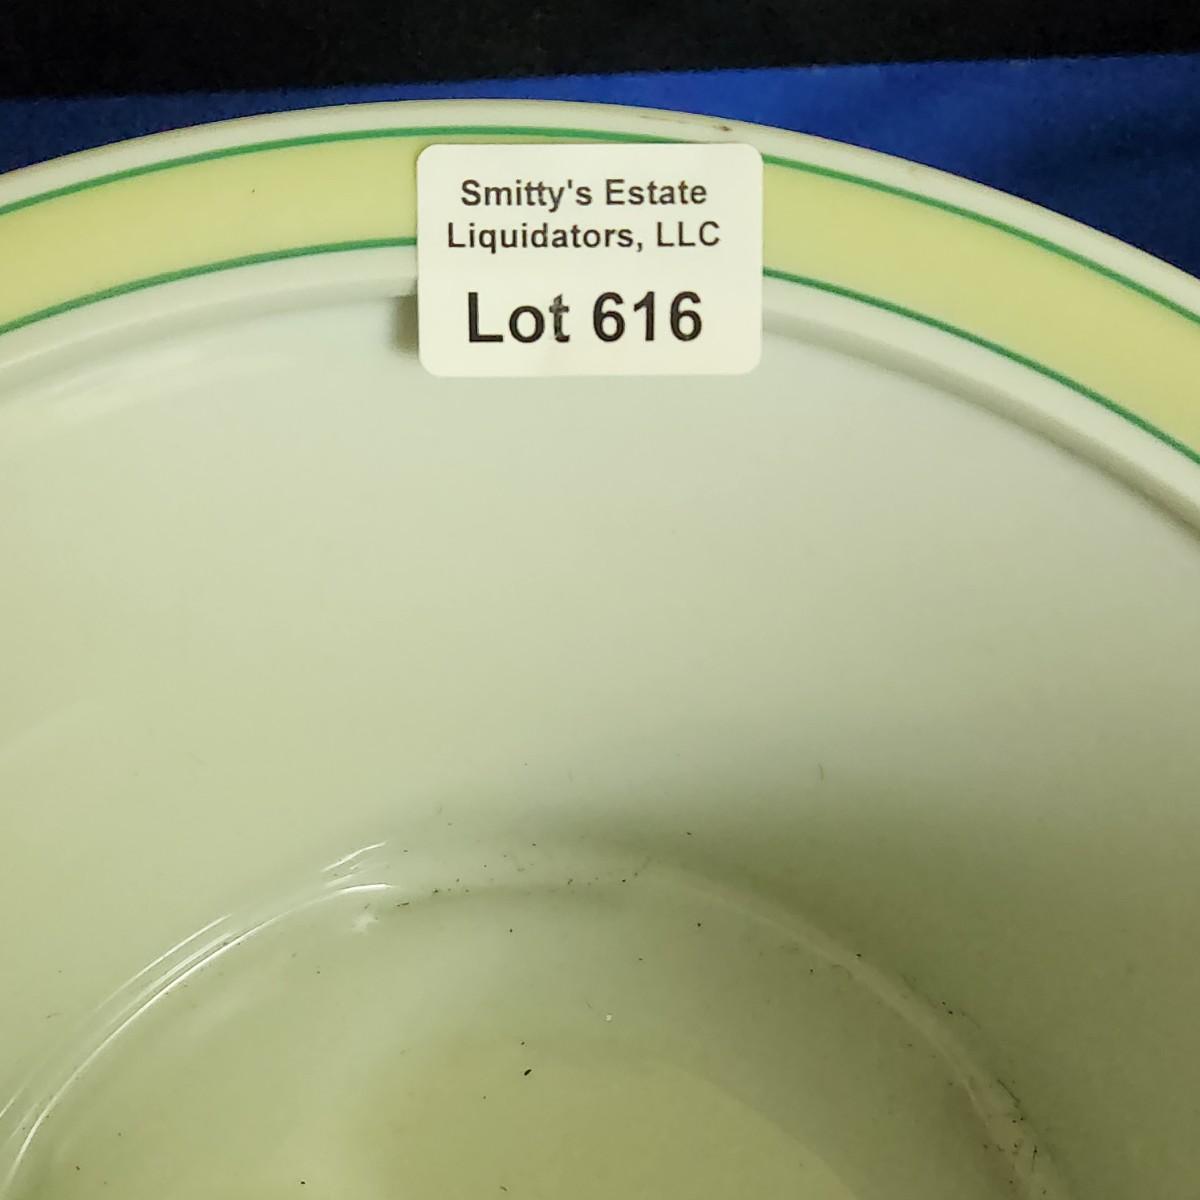 Smitty's Estate
Liquidators, LLC
Lot 616